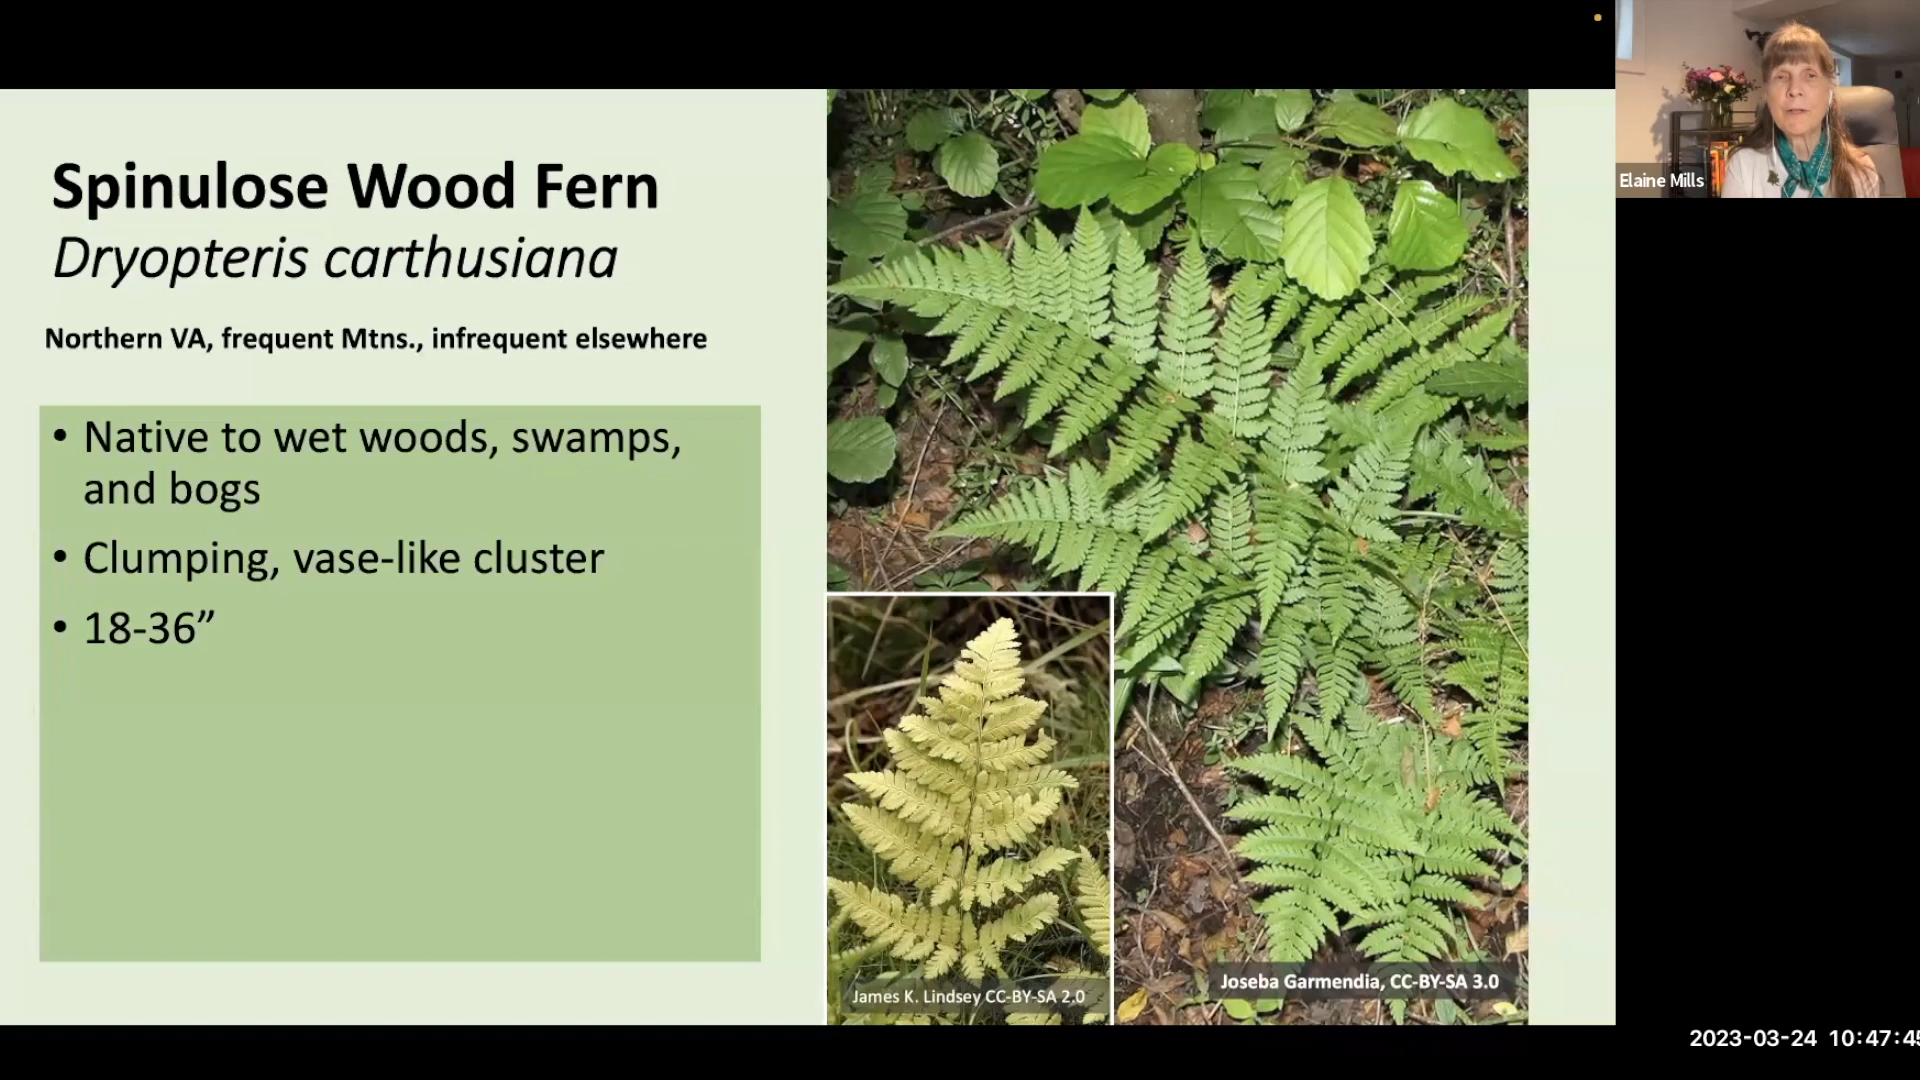 Spinulose Wood Fern
Dryopteris carthusiana
Northern VA, frequent Mtns., infrequent elsewhere
• Native to wet woods, swamps,
and bogs
• Clumping, vase-like cluster
• 18-36”
James K. Lindsey CC-BY-SA 2.0
Joseba Garmendia, CC-BY-SA 3.0
Elaine Mills
2023-03-24 10:47:45